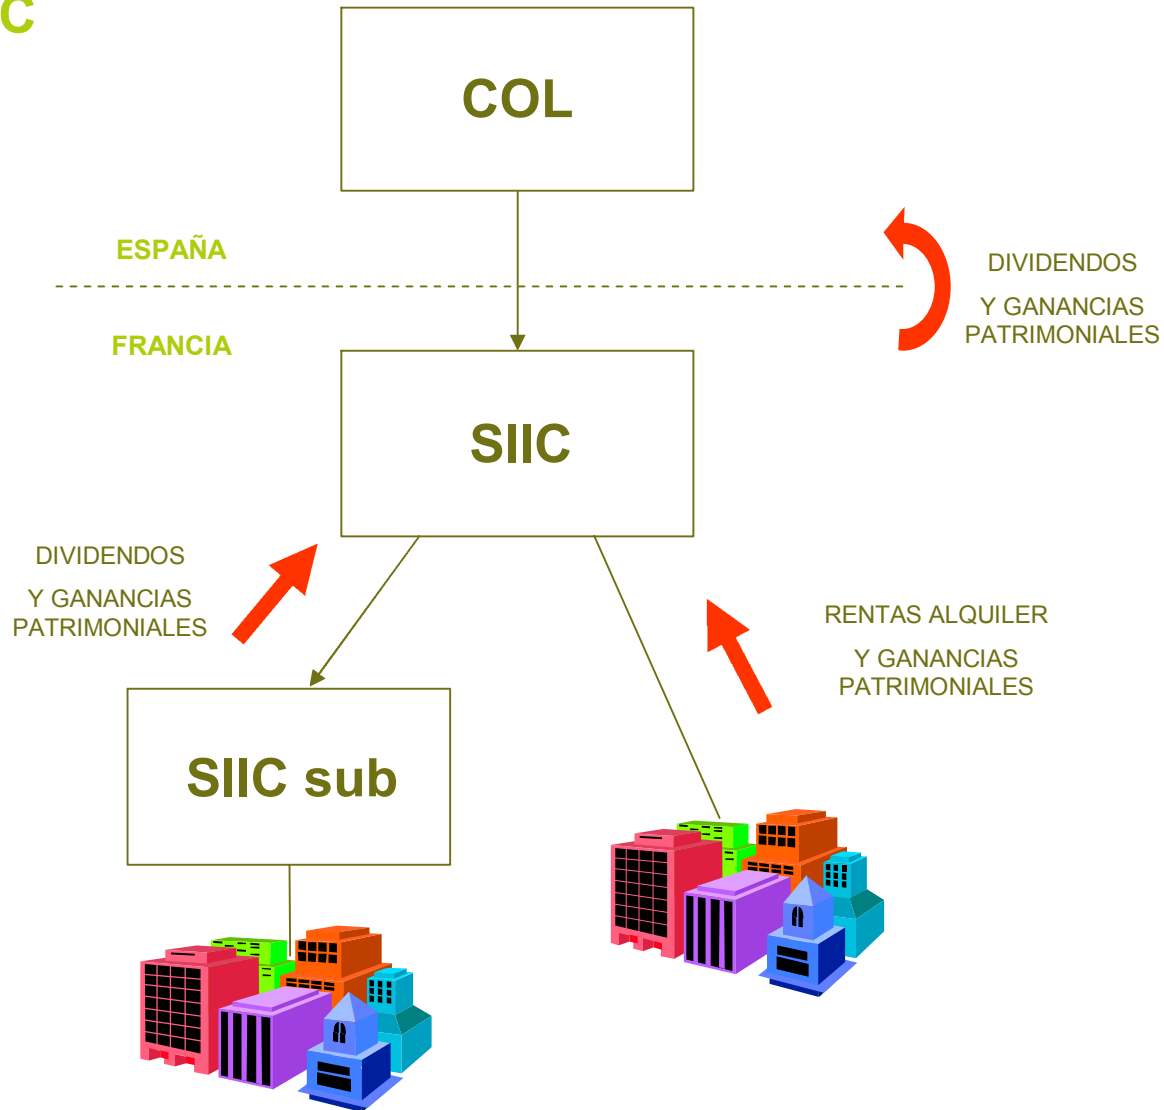 C
COL
ESPAÑA
DIVIDENDOS
Y GANANCIAS
PATRIMONIALES
FRANCIA
SIIC
DIVIDENDOS
Y GANANCIAS
PATRIMONIALES
RENTAS ALQUILER
Y GANANCIAS
PATRIMONIALES
SIIC sub